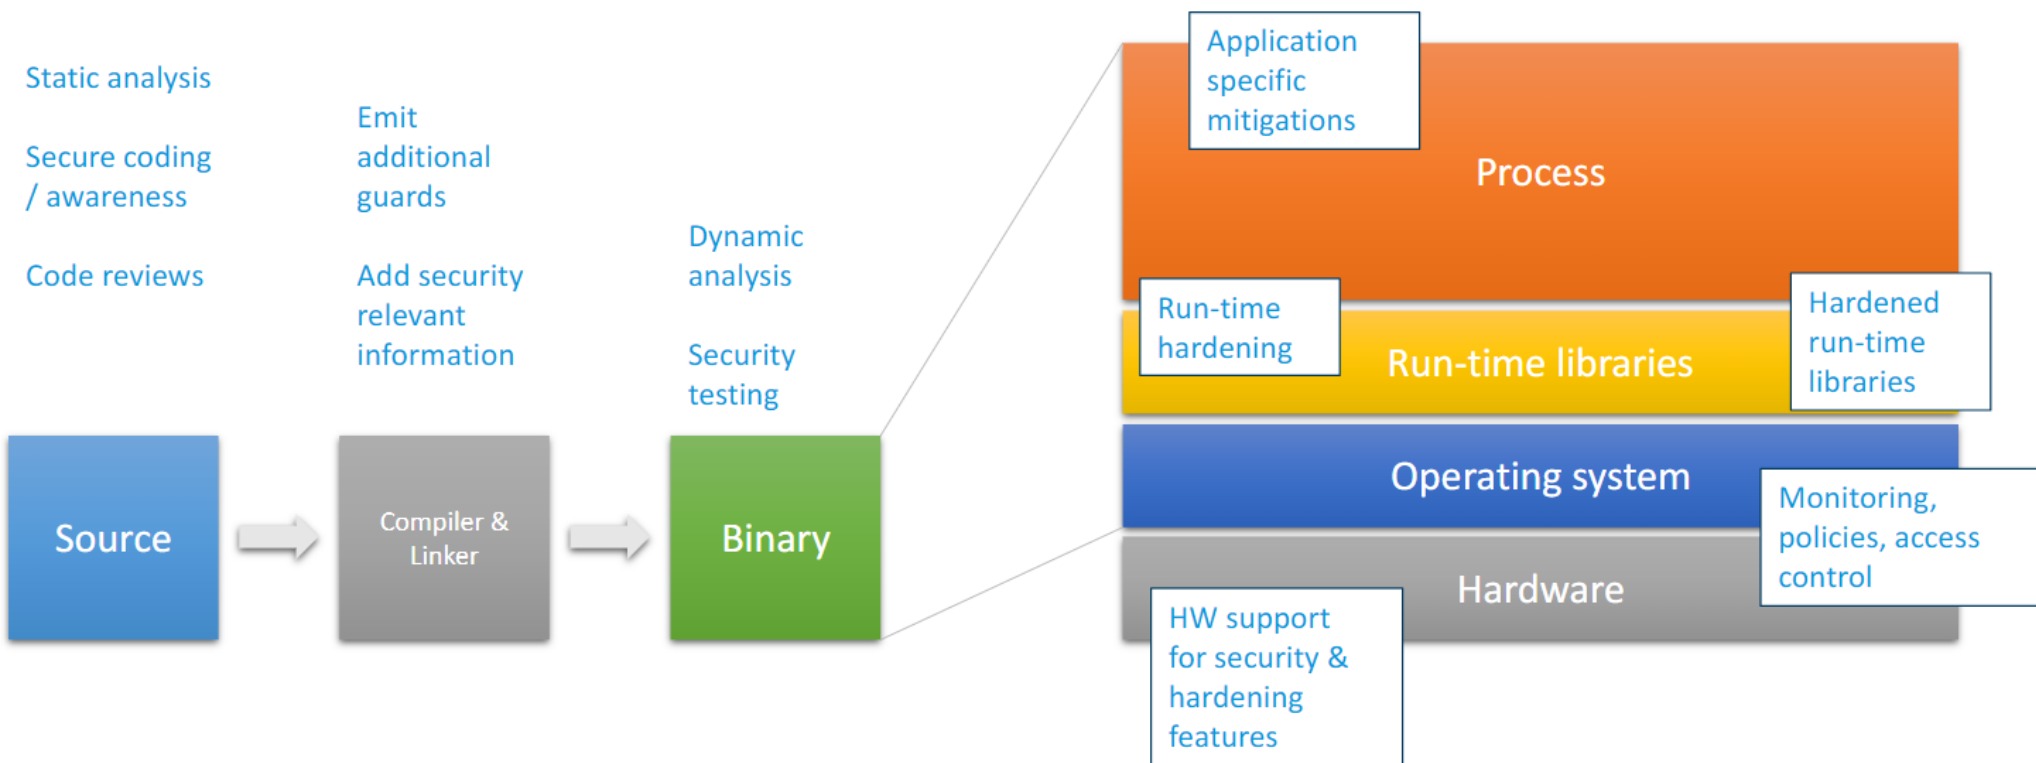 Static analysis
Secure coding
/ awareness
Code reviews
Emit
additional
guards
Add security
relevant
information
Dynamic
analysis
Security
testing
Source
Compiler &
Linker
Binary
Application
specific
mitigations
Process
Run-time
hardening
Run-time libraries
Hardened
run-time
libraries
Operating system
Monitoring,
policies, access
control
Hardware
HW support
for security &
hardening
features